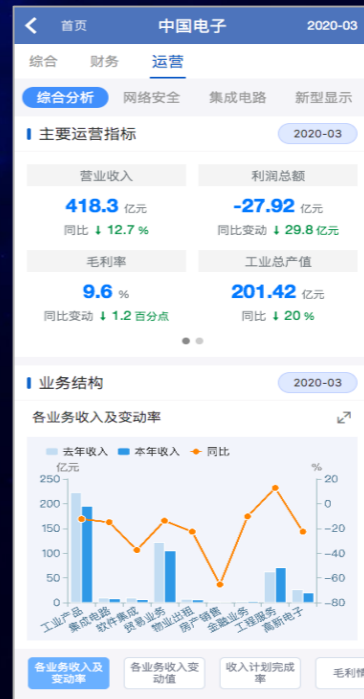 首页 中国电子 2020-03
综合 财务 运营
综合分析 网络安全 集成电路 新型显示
主要运营指标 2020-03
营业收入 利润总额
418.3 亿元 -27.92 亿元
同比 ↓ 12.7 % 同比变动 ↓ 29.8 亿元
毛利率 工业总产值
9.6 % 201.42 亿元
同比变动 ↓ 1.2 百分点 同比 ↓ 20 %
业务结构 2020-03
各业务收入及变动率
去年收入 本年收入 同比
亿元 %
250 20
200 0
150 -20
100 -40
50 -60
0 -80
工业产品 集成电路 软件集成 贸易业务 物业出租 房产销售 金融业务 工程服务 高新电子
各业务收入及 各业务收入变 收入计划完成 毛利情
变动率 动值 率